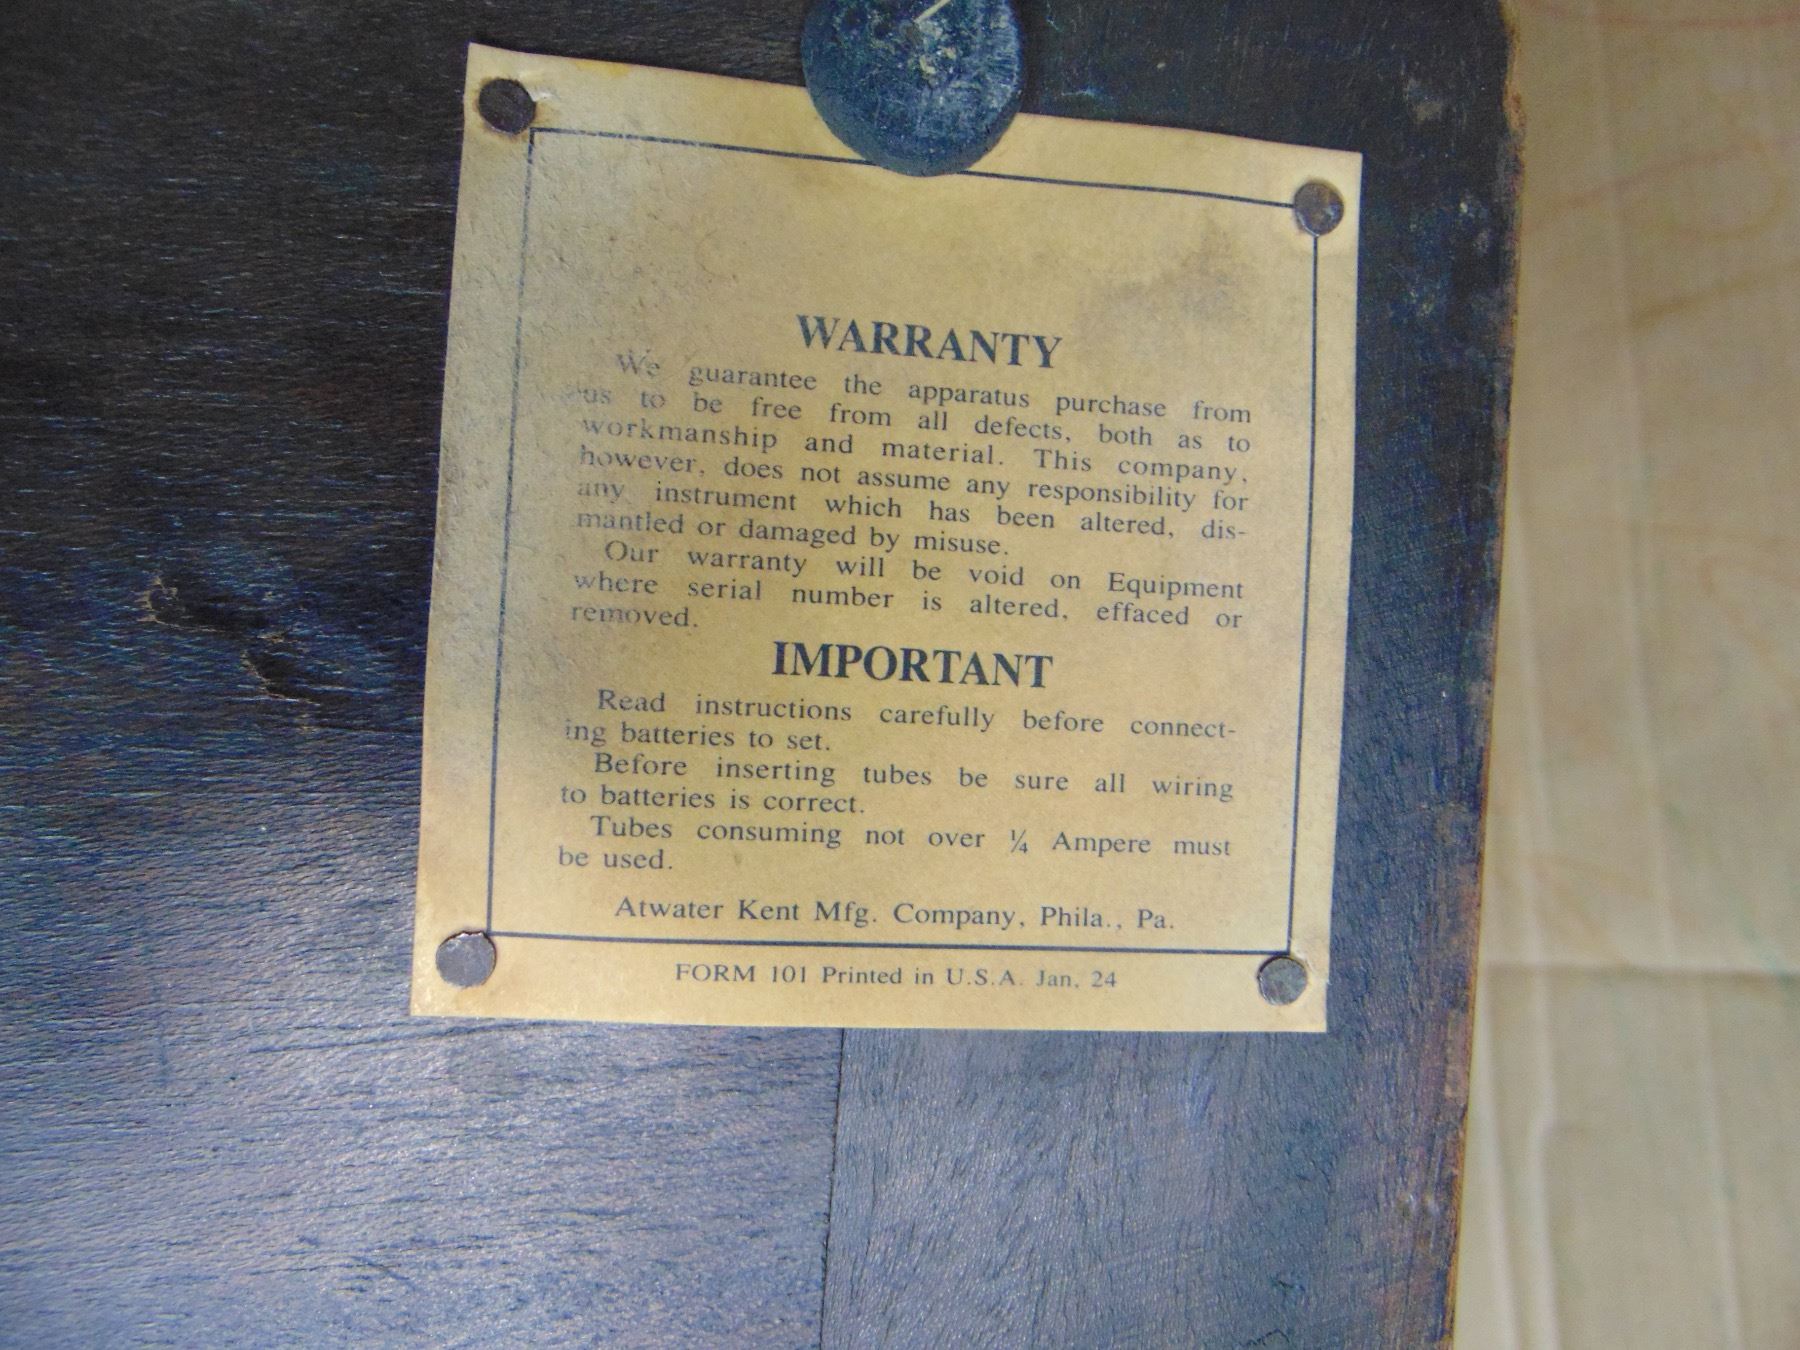 WARRANTY
We guarantee the apparatus purchase from
us to be free from all defects, both as to
workmanship and material. This company,
however, does not assume any responsibility for
any instrument which has been altered, dis-
mantled or damaged by misuse.
Our warranty will be void on Equipment
where serial number is altered, effaced or
removed.
IMPORTANT
Read instructions carefully before connect-
ing batteries to set.
Before inserting tubes be sure all wiring
to batteries is correct.
Tubes consuming not over ¼ Ampere must
be used.
Atwater Kent Mfg. Company, Phila., Pa.
FORM 101 Printed in U.S.A. Jan, 24